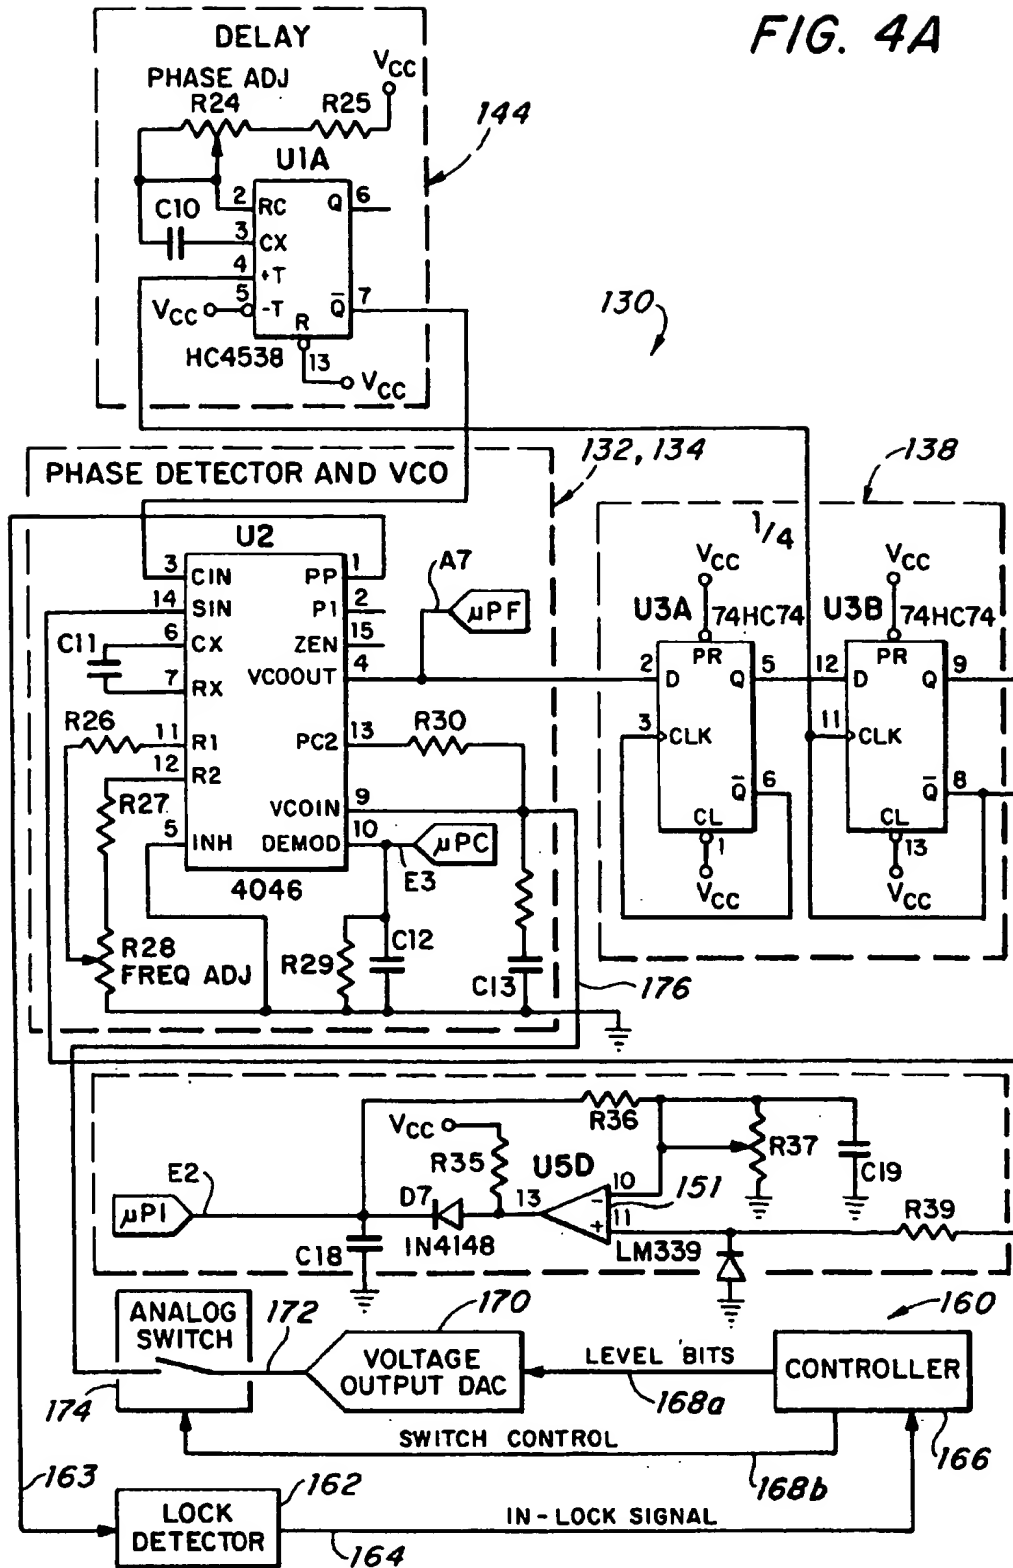 FIG. 4A
DELAY
PHASE ADJ
VCC
R24
R25
144
U1A
C10
2 RC
Q 6
3 CX
4 +T
VCC
5 -T
Q̅ 7
R
HC4538
13
VCC
130
132, 134
138
PHASE DETECTOR AND VCO
1/4
U2
3 CIN
PP 1
14 SIN
P1 2
A7
μPF
C11
6 CX
ZEN 15
7 RX
VCOOUT 4
R26
11 R1
PC2 13
R30
12 R2
R27
VCOIN 9
5 INH
DEMOD 10
μPC
E3
4046
R28
FREQ ADJ
R29
C12
C13
176
VCC
VCC
U3A
74HC74
U3B
74HC74
PR
PR
2 D
Q 5
12 D
Q 9
3 CLK
11 CLK
Q̅ 6
Q̅ 8
CL
CL
1
13
VCC
VCC
R36
VCC
R35
U5D
R37
C19
E2
D7
13
10
-
151
μPI
+
11
R39
IN4148
LM339
C18
ANALOG
SWITCH
172
170
160
VOLTAGE
OUTPUT DAC
LEVEL BITS
CONTROLLER
174
168a
SWITCH CONTROL
166
163
162
168b
LOCK
DETECTOR
IN-LOCK SIGNAL
164